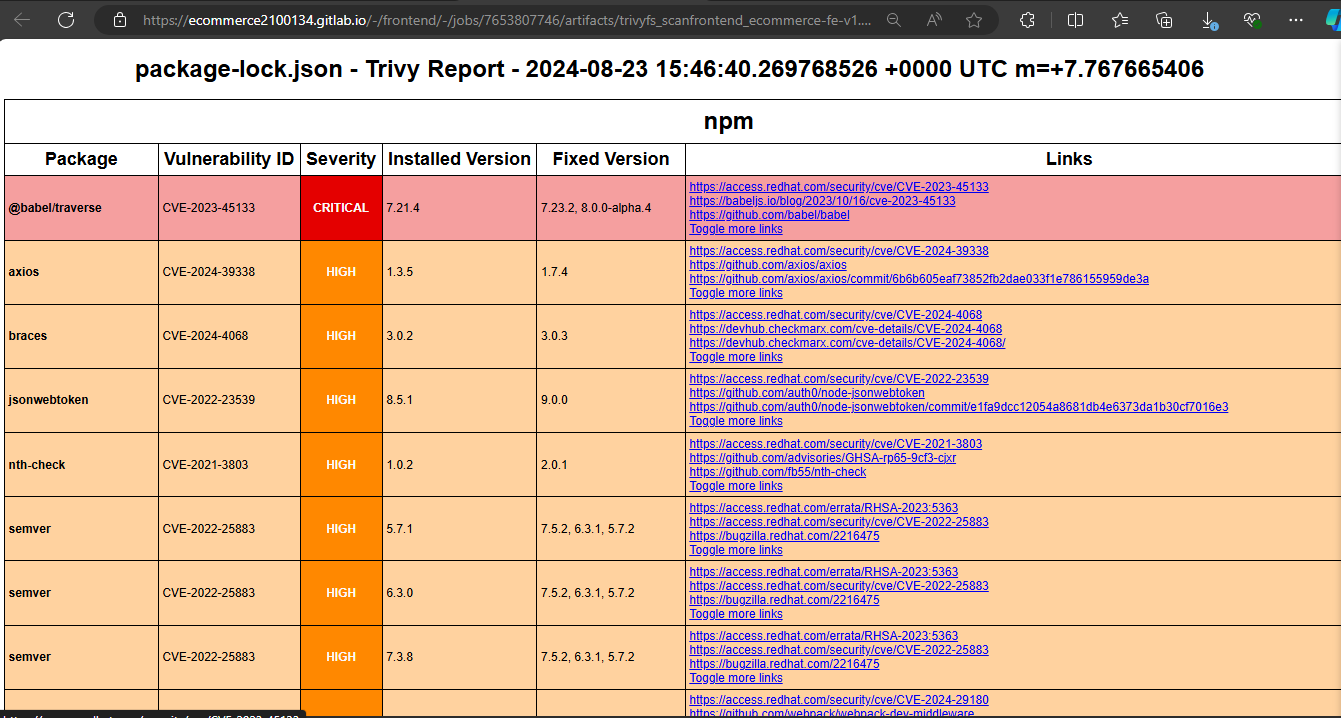 https://ecommerce2100134.gitlab.io/-/frontend/-/jobs/7653807746/artifacts/trivyfs_scanfrontend_ecommerce-fe-v1....
package-lock.json - Trivy Report - 2024-08-23 15:46:40.269768526 +0000 UTC m=+7.767665406
npm
Package Vulnerability ID Severity Installed Version Fixed Version Links
@babel/traverse CVE-2023-45133 CRITICAL 7.21.4 7.23.2, 8.0.0-alpha.4
https://access.redhat.com/security/cve/CVE-2023-45133
https://babeljs.io/blog/2023/10/16/cve-2023-45133
https://github.com/babel/babel
Toggle more links
axios CVE-2024-39338 HIGH 1.3.5 1.7.4
https://access.redhat.com/security/cve/CVE-2024-39338
https://github.com/axios/axios
https://github.com/axios/axios/commit/6b6b605eaf73852fb2dae033f1e786155959de3a
Toggle more links
braces CVE-2024-4068 HIGH 3.0.2 3.0.3
https://access.redhat.com/security/cve/CVE-2024-4068
https://devhub.checkmarx.com/cve-details/CVE-2024-4068
https://devhub.checkmarx.com/cve-details/CVE-2024-4068/
Toggle more links
jsonwebtoken CVE-2022-23539 HIGH 8.5.1 9.0.0
https://access.redhat.com/security/cve/CVE-2022-23539
https://github.com/auth0/node-jsonwebtoken
https://github.com/auth0/node-jsonwebtoken/commit/e1fa9dcc12054a8681db4e6373da1b30cf7016e3
Toggle more links
nth-check CVE-2021-3803 HIGH 1.0.2 2.0.1
https://access.redhat.com/security/cve/CVE-2021-3803
https://github.com/advisories/GHSA-rp65-9cf3-cjxr
https://github.com/fb55/nth-check
Toggle more links
semver CVE-2022-25883 HIGH 5.7.1 7.5.2, 6.3.1, 5.7.2
https://access.redhat.com/errata/RHSA-2023:5363
https://access.redhat.com/security/cve/CVE-2022-25883
https://bugzilla.redhat.com/2216475
Toggle more links
semver CVE-2022-25883 HIGH 6.3.0 7.5.2, 6.3.1, 5.7.2
https://access.redhat.com/errata/RHSA-2023:5363
https://access.redhat.com/security/cve/CVE-2022-25883
https://bugzilla.redhat.com/2216475
Toggle more links
semver CVE-2022-25883 HIGH 7.3.8 7.5.2, 6.3.1, 5.7.2
https://access.redhat.com/errata/RHSA-2023:5363
https://access.redhat.com/security/cve/CVE-2022-25883
https://bugzilla.redhat.com/2216475
Toggle more links
https://access.redhat.com/security/cve/CVE-2024-29180
https://github.com/webpack/webpack-dev-middleware